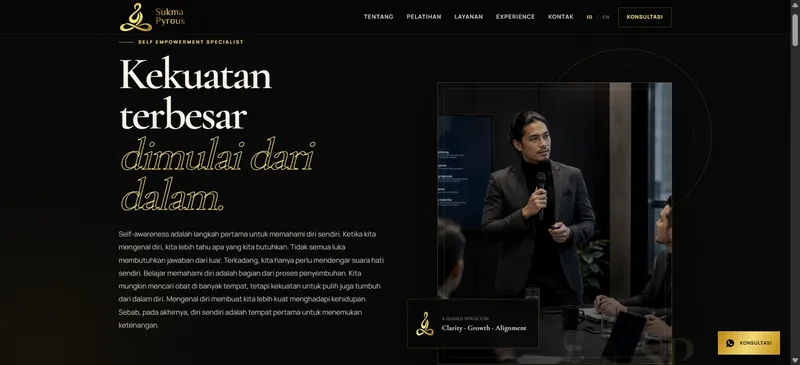 Sukma
Pyrous
TENTANG PELATIHAN LAYANAN EXPERIENCE KONTAK ID | EN KONSULTASI
SELF EMPOWERMENT SPECIALIST
Kekuatan
terbesar
dimulai dari
dalam.
Self-awareness adalah langkah pertama untuk memahami diri sendiri. Ketika kita
mengenal diri, kita lebih tahu apa yang kita butuhkan. Tidak semua luka
membutuhkan jawaban dari luar. Terkadang, kita hanya perlu mendengar suara hati
sendiri. Belajar memahami diri adalah bagian dari proses penyembuhan. Kita
mungkin mencari obat di banyak tempat, tetapi kekuatan untuk pulih juga tumbuh
dari dalam diri. Mengenal diri membuat kita lebih kuat menghadapi kehidupan.
Sebab, pada akhirnya, diri sendiri adalah tempat pertama untuk menemukan
ketenangan.
A GUIDED SPACE FOR
Clarity · Growth · Alignment
KONSULTASI